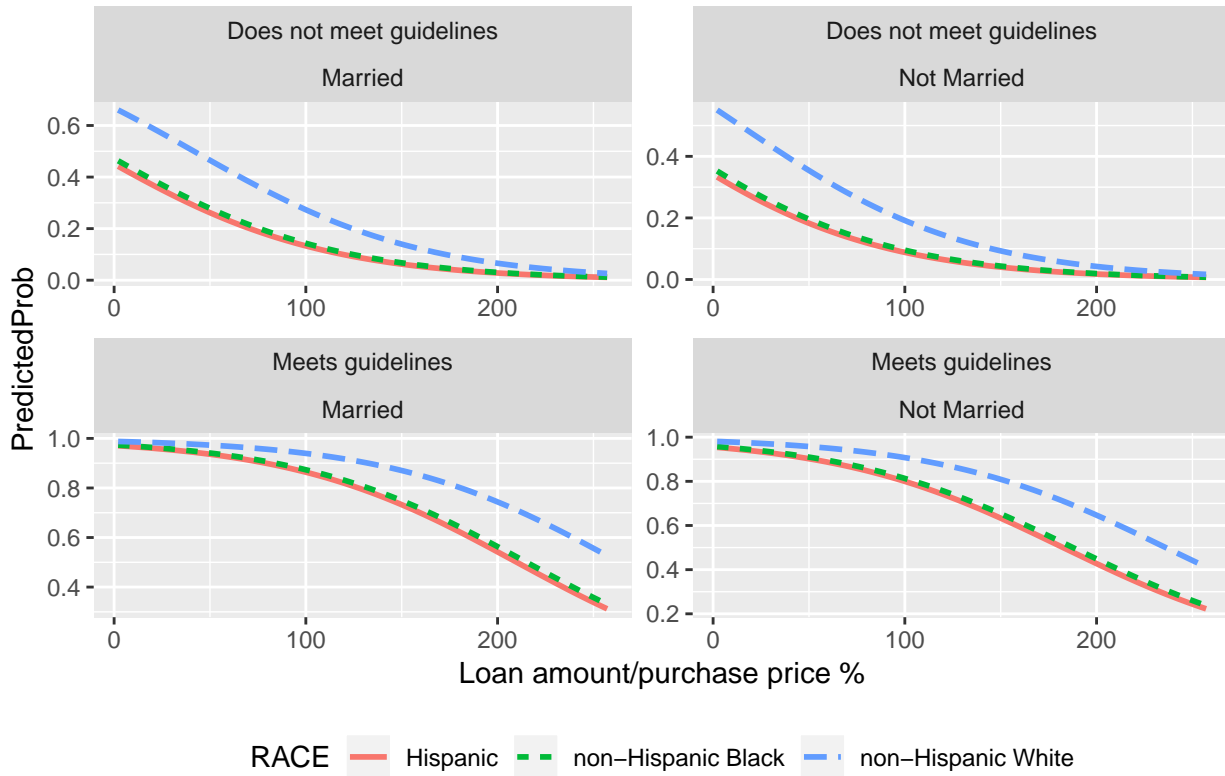 Does not meet guidelines
Married
0.6
0.4
0.2
0.0
0 100 200
Does not meet guidelines
Not Married
0.4
0.2
0.0
0 100 200
Meets guidelines
Married
1.0
0.8
0.6
0.4
0 100 200
Meets guidelines
Not Married
1.0
0.8
0.6
0.4
0.2
0 100 200
PredictedProb
Loan amount/purchase price %
RACE Hispanic non−Hispanic Black non−Hispanic White